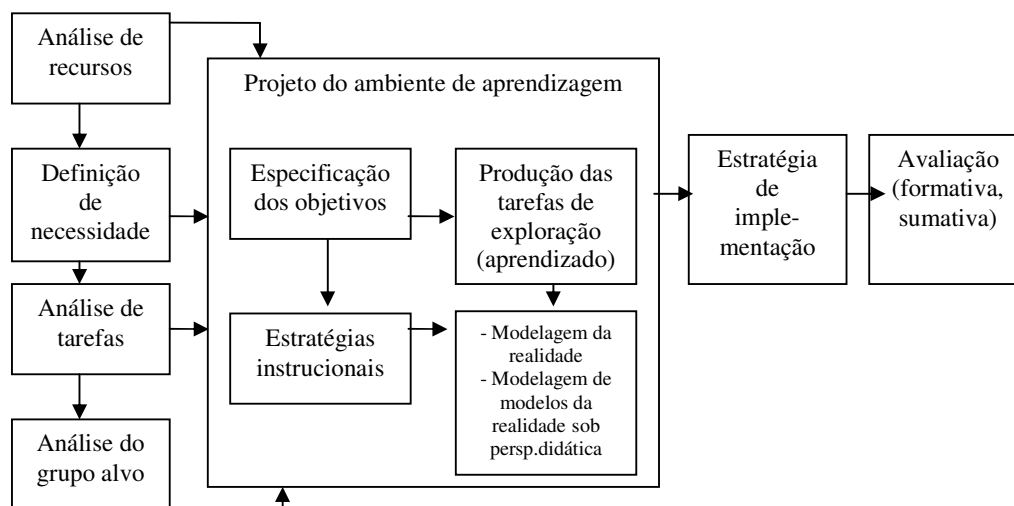 Análise de
recursos
Projeto do ambiente de aprendizagem
Definição
de
necessidade
Especificação
dos objetivos
Produção das
tarefas de
exploração
(aprendizado)
Estratégia
de
imple-
mentação
Avaliação
(formativa,
sumativa)
Análise de
tarefas
Estratégias
instrucionais
- Modelagem da
realidade
- Modelagem de
modelos da
realidade sob
persp.didática
Análise do
grupo alvo